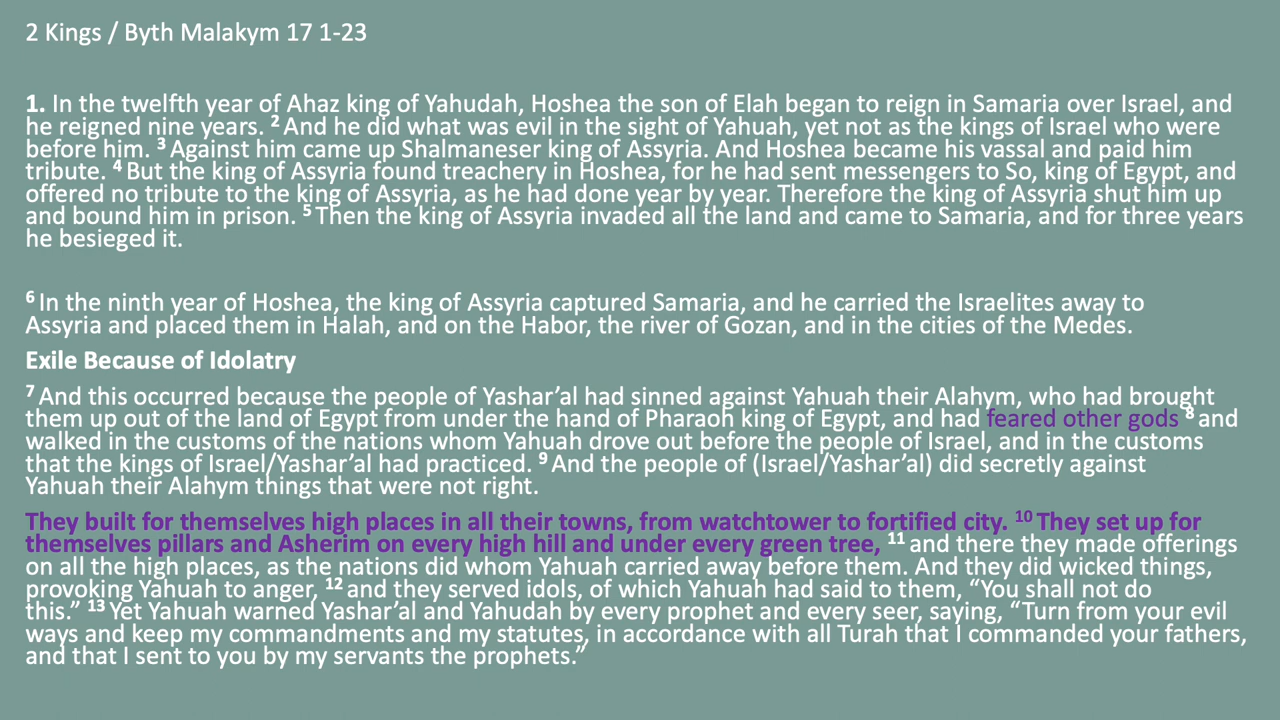 2 Kings / Byth Malakym 17 1-23
1. In the twelfth year of Ahaz king of Yahudah, Hoshea the son of Elah began to reign in Samaria over Israel, and
he reigned nine years. 2 And he did what was evil in the sight of Yahuah, yet not as the kings of Israel who were
before him. 3 Against him came up Shalmaneser king of Assyria. And Hoshea became his vassal and paid him
tribute. 4 But the king of Assyria found treachery in Hoshea, for he had sent messengers to So, king of Egypt, and
offered no tribute to the king of Assyria, as he had done year by year. Therefore the king of Assyria shut him up
and bound him in prison. 5 Then the king of Assyria invaded all the land and came to Samaria, and for three years
he besieged it.
6 In the ninth year of Hoshea, the king of Assyria captured Samaria, and he carried the Israelites away to
Assyria and placed them in Halah, and on the Habor, the river of Gozan, and in the cities of the Medes.
Exile Because of Idolatry
7 And this occurred because the people of Yashar’al had sinned against Yahuah their Alahym, who had brought
them up out of the land of Egypt from under the hand of Pharaoh king of Egypt, and had feared other gods 8 and
walked in the customs of the nations whom Yahuah drove out before the people of Israel, and in the customs
that the kings of Israel/Yashar’al had practiced. 9 And the people of (Israel/Yashar’al) did secretly against
Yahuah their Alahym things that were not right.
They built for themselves high places in all their towns, from watchtower to fortified city. 10 They set up for
themselves pillars and Asherim on every high hill and under every green tree, 11 and there they made offerings
on all the high places, as the nations did whom Yahuah carried away before them. And they did wicked things,
provoking Yahuah to anger, 12 and they served idols, of which Yahuah had said to them, “You shall not do
this.” 13 Yet Yahuah warned Yashar’al and Yahudah by every prophet and every seer, saying, “Turn from your evil
ways and keep my commandments and my statutes, in accordance with all Turah that I commanded your fathers,
and that I sent to you by my servants the prophets.”